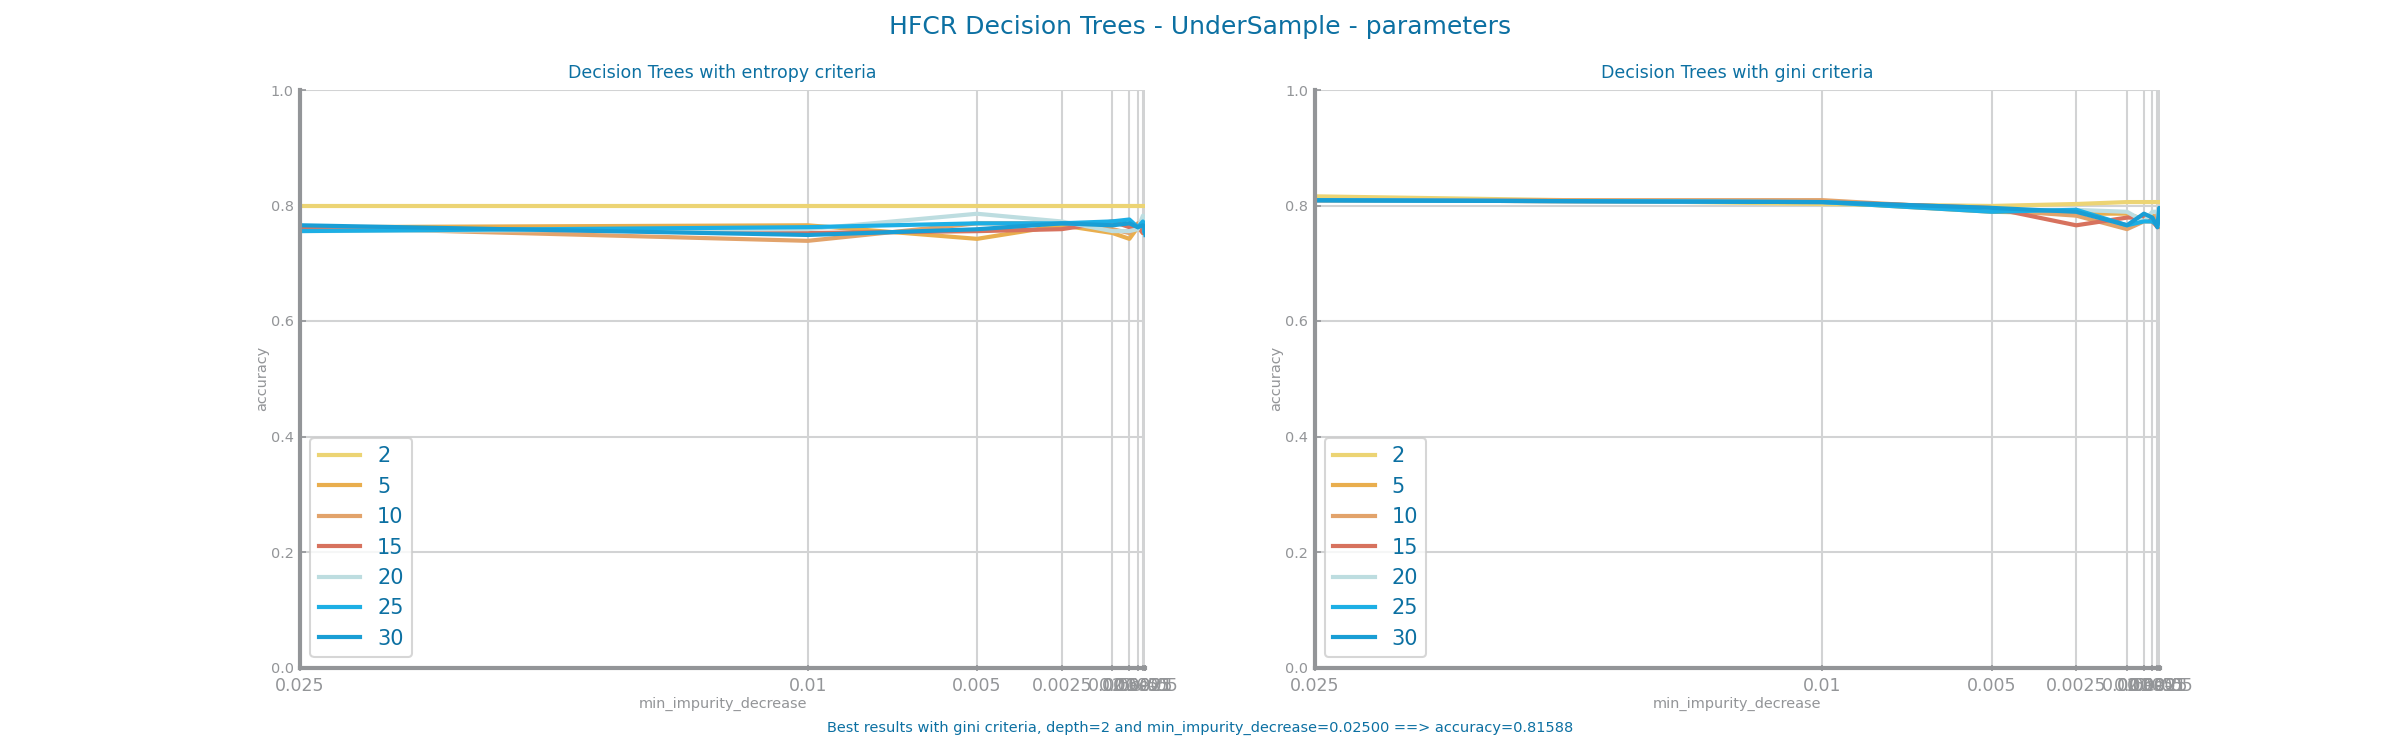 HFCR Decision Trees - UnderSample - parameters
Decision Trees with entropy criteria
1.0
0.8
0.6
0.4
0.2
0.0
accuracy
2
5
10
15
20
25
30
0.025 0.01 0.005 0.0025
min_impurity_decrease
Decision Trees with gini criteria
1.0
0.8
0.6
0.4
0.2
0.0
accuracy
2
5
10
15
20
25
30
0.025 0.01 0.005 0.0025
min_impurity_decrease
Best results with gini criteria, depth=2 and min_impurity_decrease=0.02500 ==> accuracy=0.81588